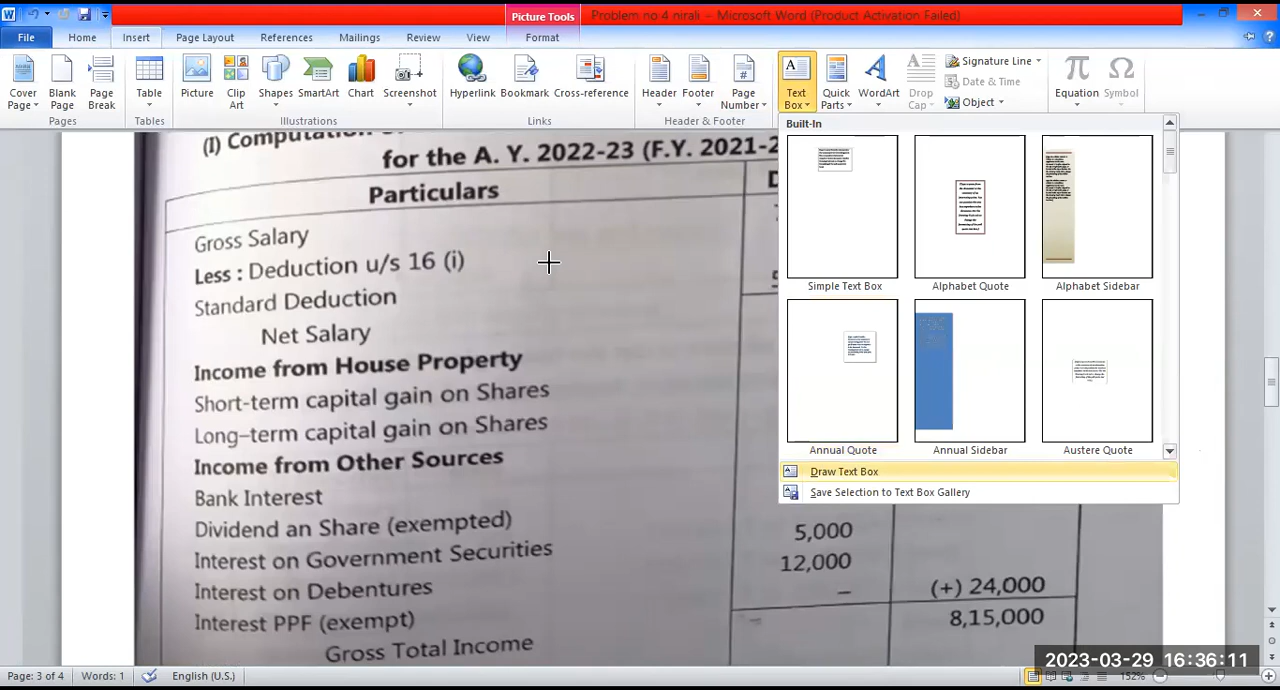 Picture Tools
Problem no 4 nirali - Microsoft Word (Product Activation Failed)
File Home Insert Page Layout References Mailings Review View Format
Cover Page
Blank Page
Page Break
Table
Picture
Clip Art
Shapes
SmartArt
Chart
Screenshot
Hyperlink
Bookmark
Cross-reference
Header
Footer
Page Number
Text Box
Quick Parts
WordArt
Drop Cap
Signature Line
Date & Time
Object
Equation
Symbol
Pages
Tables
Illustrations
Links
Header & Footer
Built-In
Simple Text Box
Alphabet Quote
Alphabet Sidebar
Annual Quote
Annual Sidebar
Austere Quote
Draw Text Box
Save Selection to Text Box Gallery
(I) Computation
for the A. Y. 2022-23 (F.Y. 2021-2
Particulars
Gross Salary
Less : Deduction u/s 16 (i)
Standard Deduction
Net Salary
Income from House Property
Short-term capital gain on Shares
Long–term capital gain on Shares
Income from Other Sources
Bank Interest
Dividend an Share (exempted)
Interest on Government Securities 5,000
Interest on Debentures 12,000
Interest PPF (exempt) – (+) 24,000
Gross Total Income 8,15,000
2023-03-29 16:36:11
Page: 3 of 4 Words: 1 English (U.S.) 152%